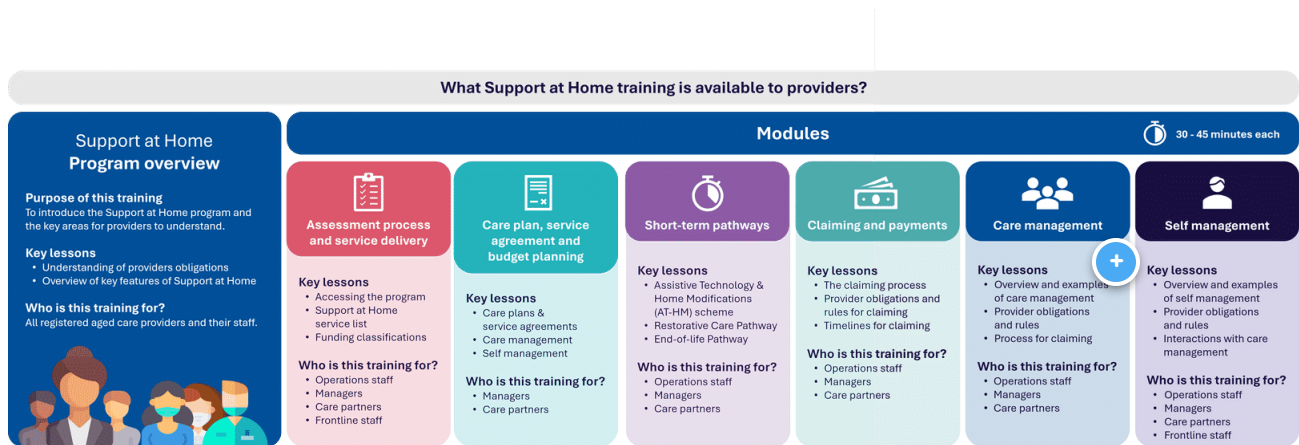 What Support at Home training is available to providers?
Support at Home
Program overview
Purpose of this training
To introduce the Support at Home program and
the key areas for providers to understand.
Key lessons
• Understanding of providers obligations
• Overview of key features of Support at Home
Who is this training for?
All registered aged care providers and their staff.
Modules
30 - 45 minutes each
Assessment process
and service delivery
Key lessons
• Accessing the program
• Support at Home
service list
• Funding classifications
Who is this training for?
• Operations staff
• Managers
• Care partners
• Frontline staff
Care plan, service
agreement and
budget planning
Key lessons
• Care plans &
service agreements
• Care management
• Self management
Who is this training for?
• Managers
• Care partners
Short-term pathways
Key lessons
• Assistive Technology &
Home Modifications
(AT-HM) scheme
• Restorative Care Pathway
• End-of-life Pathway
Who is this training for?
• Operations staff
• Managers
• Care partners
Claiming and payments
Key lessons
• The claiming process
• Provider obligations and
rules for claiming
• Timelines for claiming
Who is this training for?
• Operations staff
• Managers
• Care partners
Care management
Key lessons
• Overview and examples
of care management
• Provider obligations
and rules
• Process for claiming
Who is this training for?
• Operations staff
• Managers
• Care partners
Self management
Key lessons
• Overview and examples
of self management
• Provider obligations
and rules
• Interactions with care
management
Who is this training for?
• Operations staff
• Managers
• Care partners
• Frontline staff